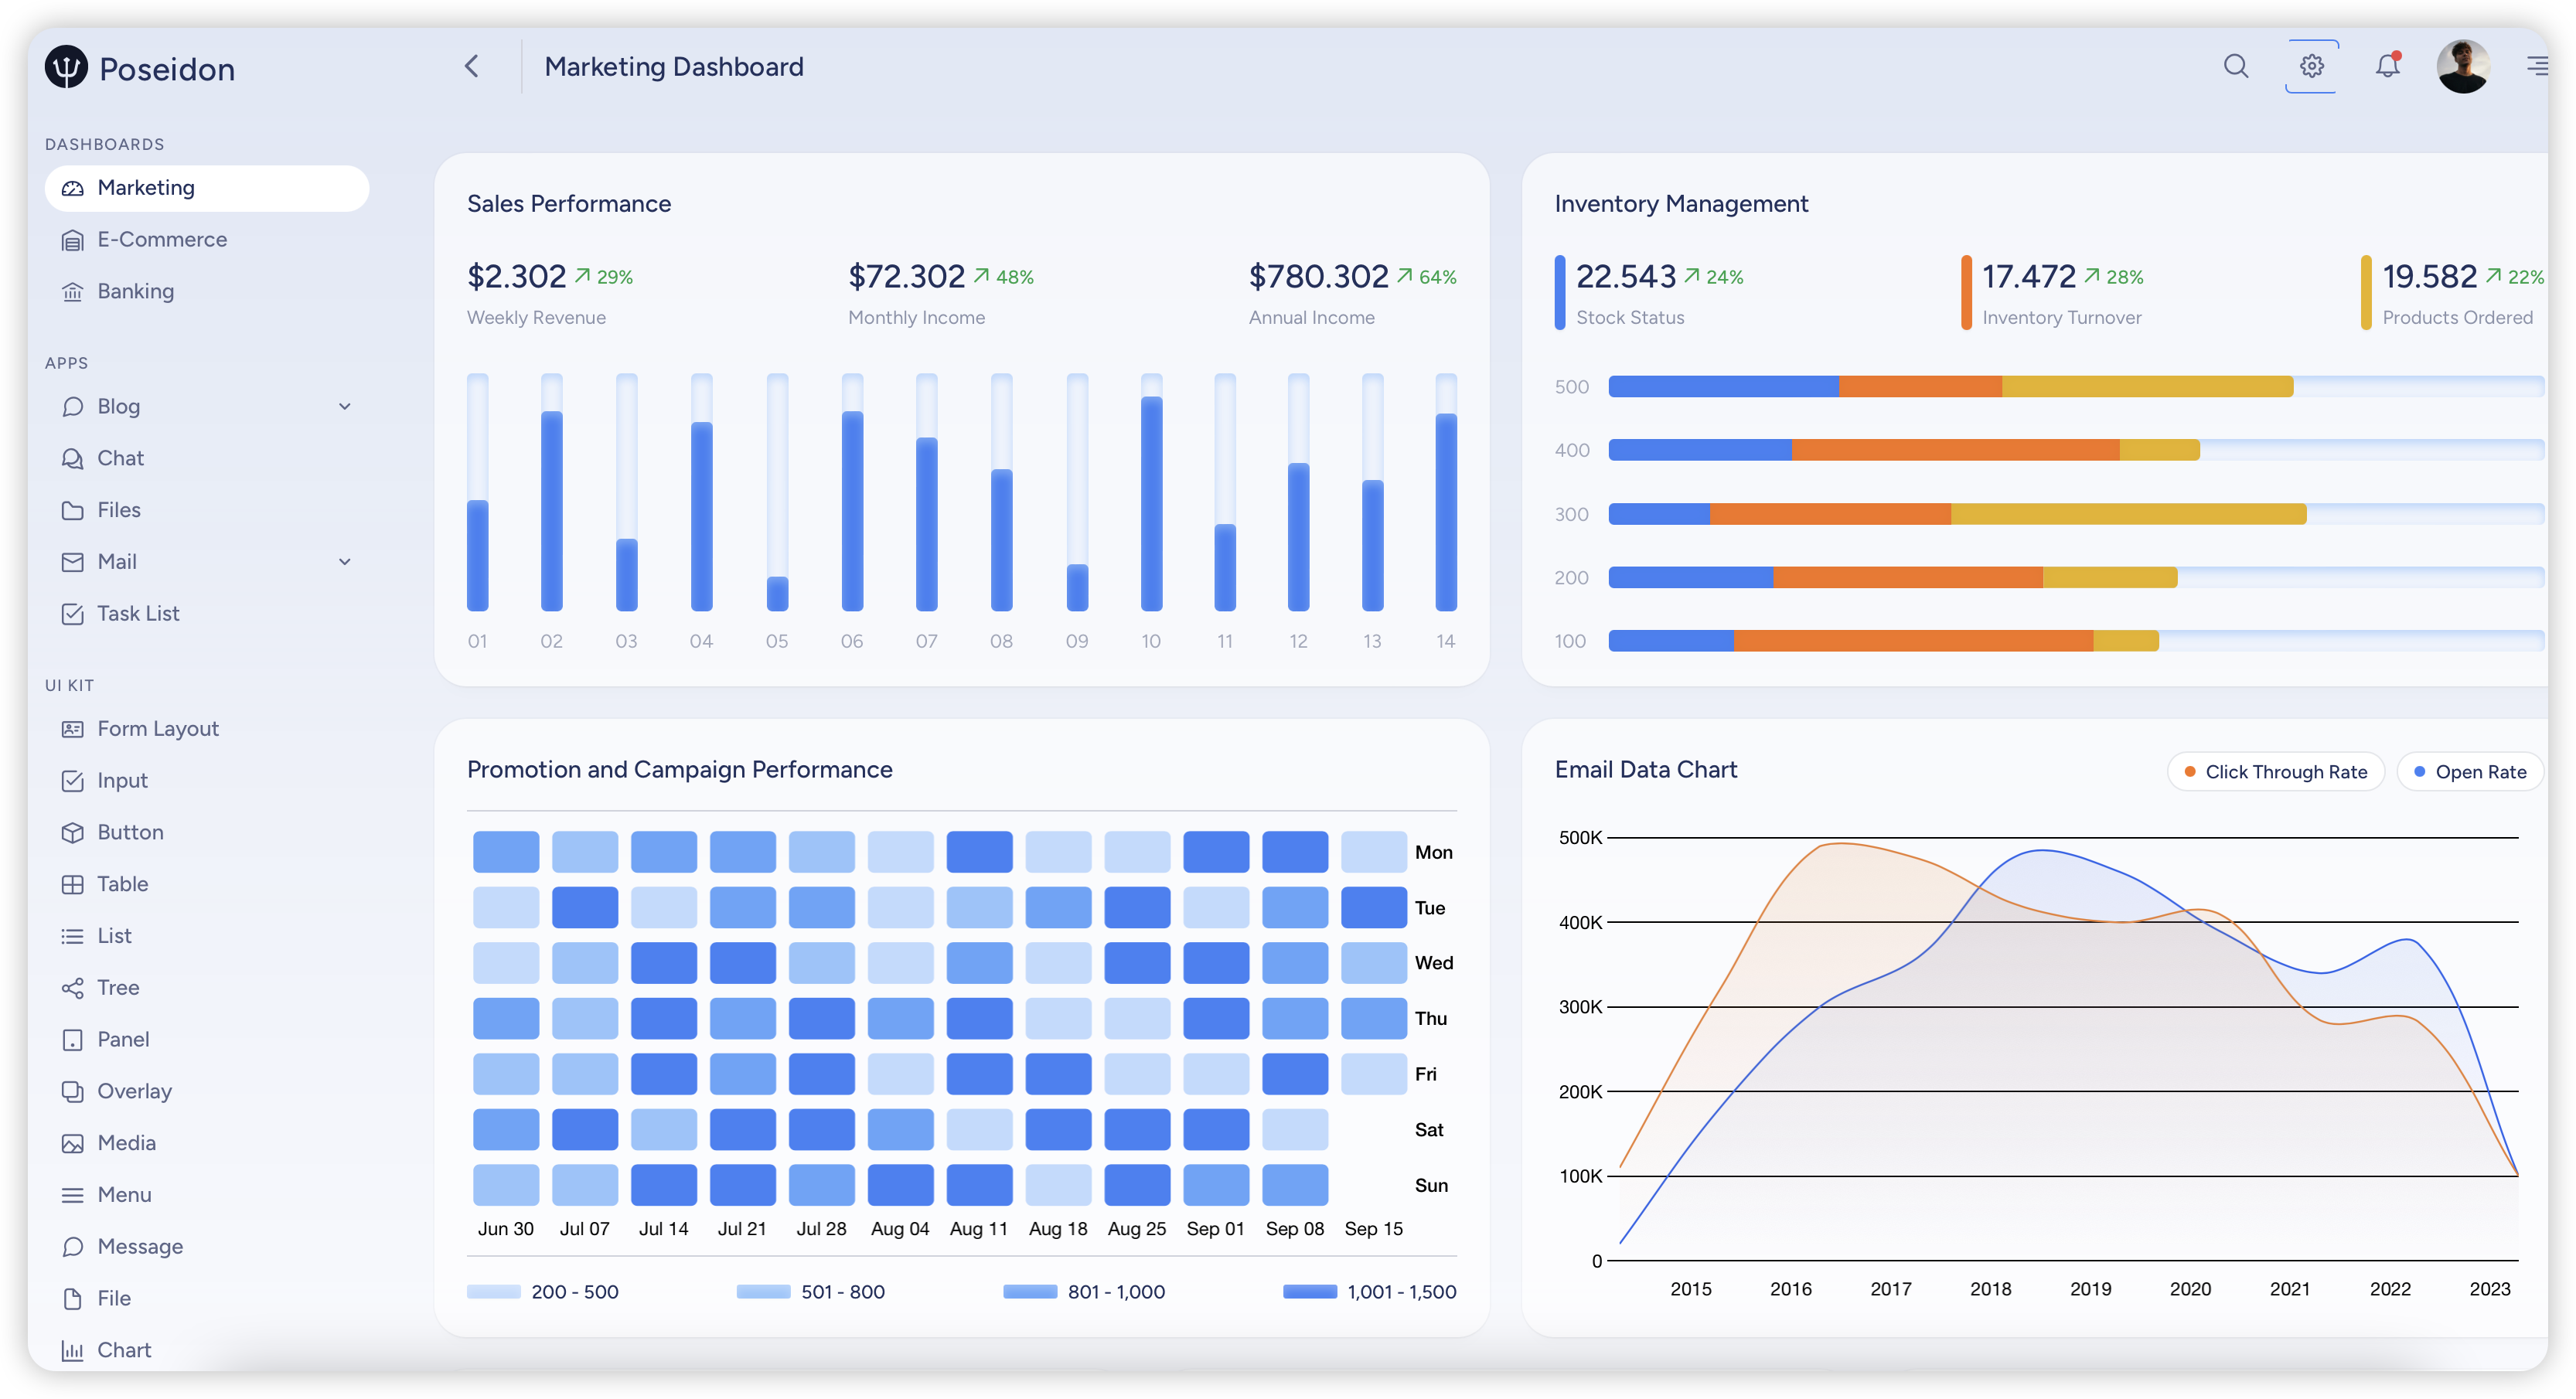 Poseidon
Marketing Dashboard
DASHBOARDS
Marketing
E-Commerce
Banking
APPS
Blog
Chat
Files
Mail
Task List
UI KIT
Form Layout
Input
Button
Table
List
Tree
Panel
Overlay
Media
Menu
Message
File
Chart
Sales Performance
$2.302 29%
Weekly Revenue
$72.302 48%
Monthly Income
$780.302 64%
Annual Income
01 02 03 04 05 06 07 08 09 10 11 12 13 14
Inventory Management
22.543 24%
Stock Status
17.472 28%
Inventory Turnover
19.582 22%
Products Ordered
500
400
300
200
100
Promotion and Campaign Performance
Mon
Tue
Wed
Thu
Fri
Sat
Sun
Jun 30 Jul 07 Jul 14 Jul 21 Jul 28 Aug 04 Aug 11 Aug 18 Aug 25 Sep 01 Sep 08 Sep 15
200 - 500 501 - 800 801 - 1,000 1,001 - 1,500
Email Data Chart
Click Through Rate
Open Rate
500K
400K
300K
200K
100K
0
2015 2016 2017 2018 2019 2020 2021 2022 2023